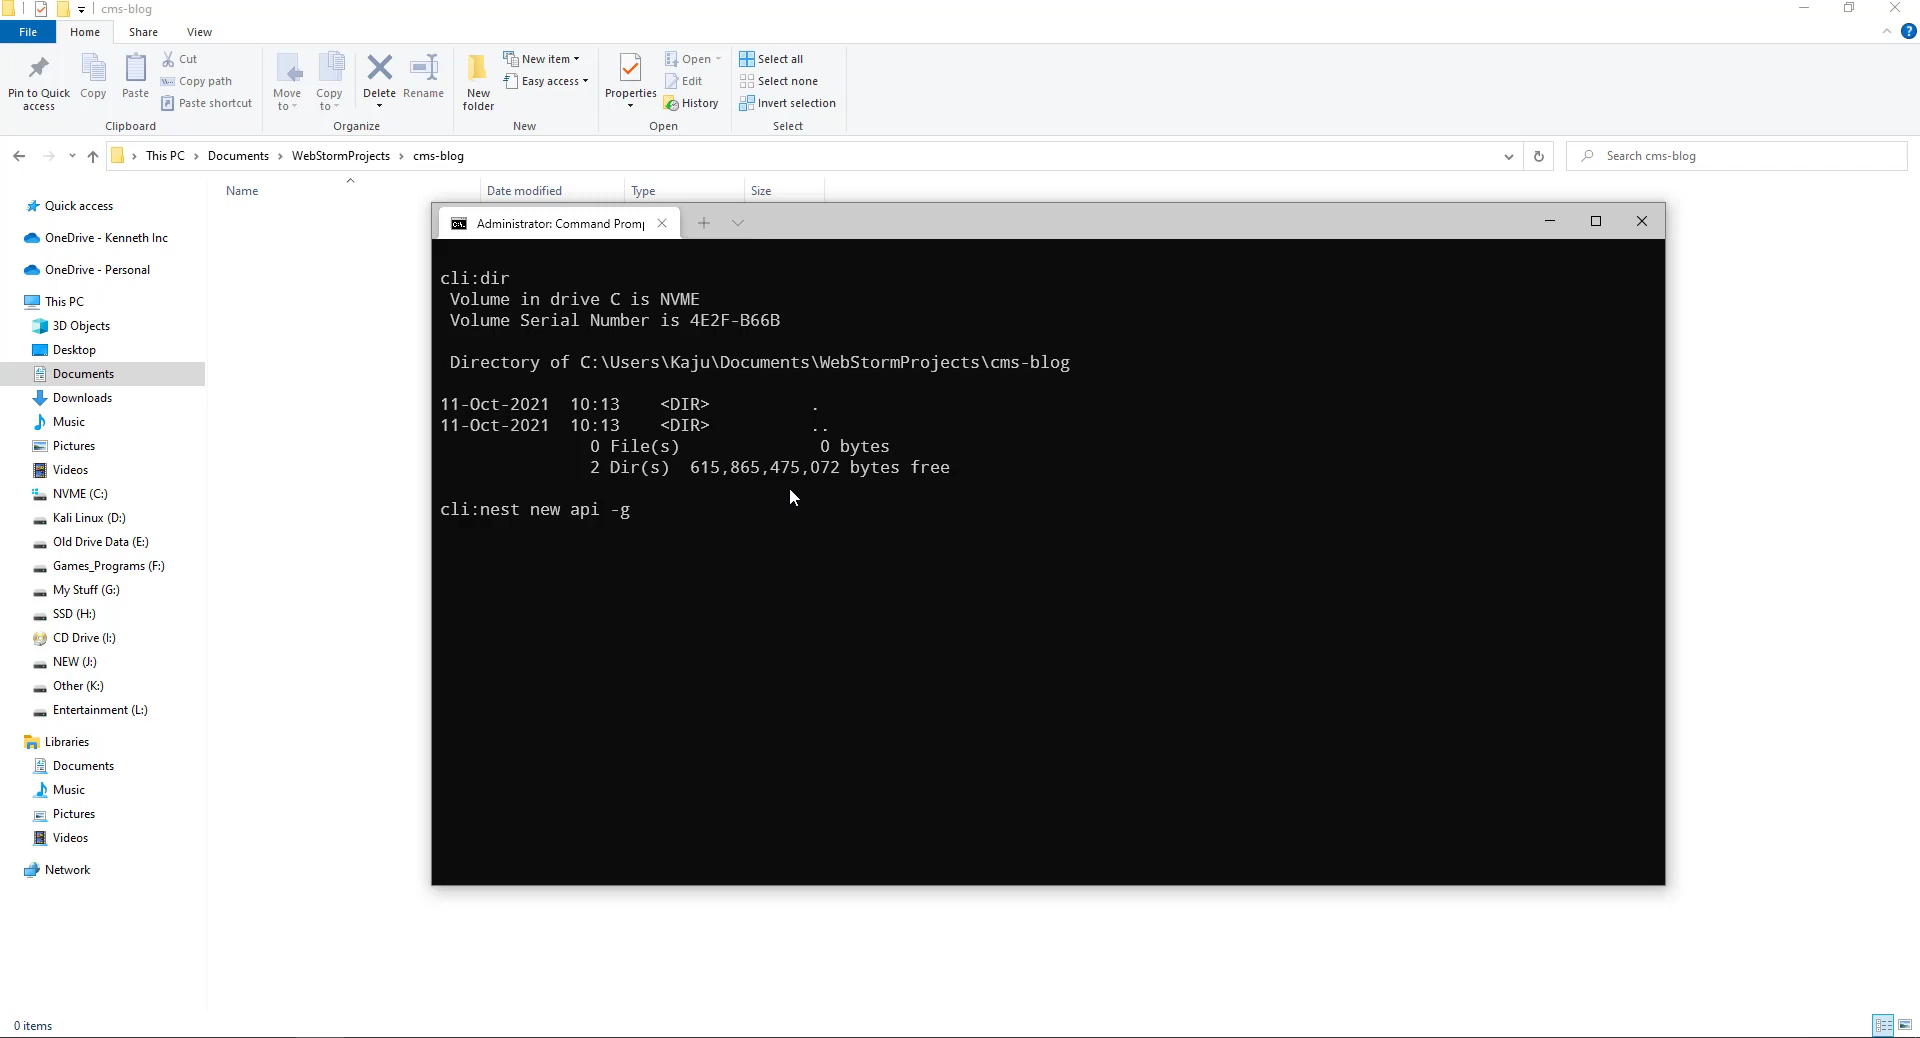 cms-blog
File Home Share View
Pin to Quick access
Copy
Paste
Cut
Copy path
Paste shortcut
Clipboard
Move to
Copy to
Delete
Rename
Organize
New folder
New item
Easy access
New
Properties
Open
Edit
History
Open
Select all
Select none
Invert selection
Select
This PC › Documents › WebStormProjects › cms-blog
Search cms-blog
Name Date modified Type Size
Quick access
OneDrive - Kenneth Inc
OneDrive - Personal
This PC
3D Objects
Desktop
Documents
Downloads
Music
Pictures
Videos
NVME (C:)
Kali Linux (D:)
Old Drive Data (E:)
Games_Programs (F:)
My Stuff (G:)
SSD (H:)
CD Drive (I:)
NEW (J:)
Other (K:)
Entertainment (L:)
Libraries
Documents
Music
Pictures
Videos
Network
0 items
Administrator: Command Prom
cli:dir
Volume in drive C is NVME
Volume Serial Number is 4E2F-B66B
Directory of C:\Users\Kaju\Documents\WebStormProjects\cms-blog
11-Oct-2021 10:13 <DIR> .
11-Oct-2021 10:13 <DIR> ..
0 File(s) 0 bytes
2 Dir(s) 615,865,475,072 bytes free
cli:nest new api -g